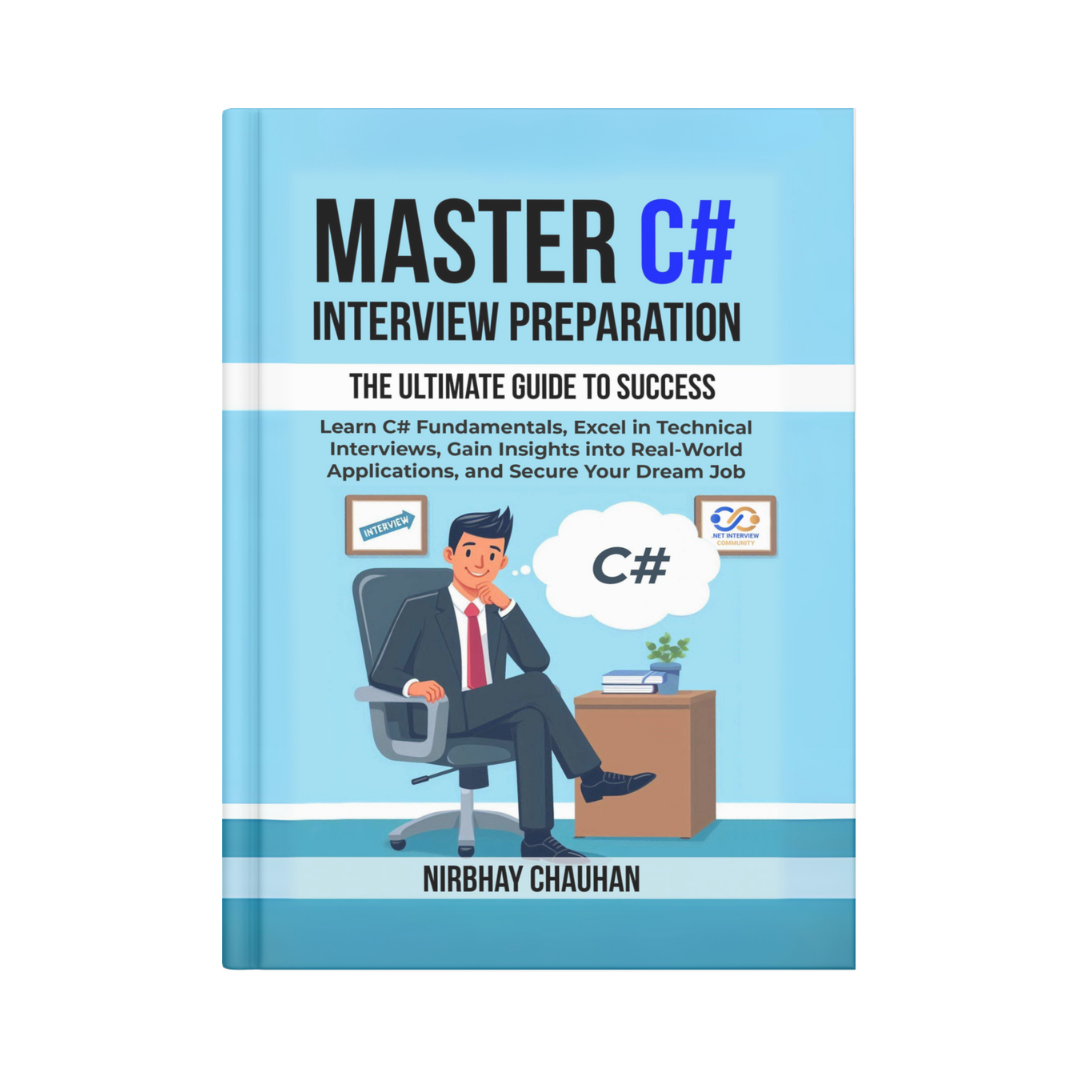 MASTER C#
INTERVIEW PREPARATION
THE ULTIMATE GUIDE TO SUCCESS
Learn C# Fundamentals, Excel in Technical
Interviews, Gain Insights into Real-World
Applications, and Secure Your Dream Job
INTERVIEW
C#
.NET INTERVIEW
COMMUNITY
NIRBHAY CHAUHAN